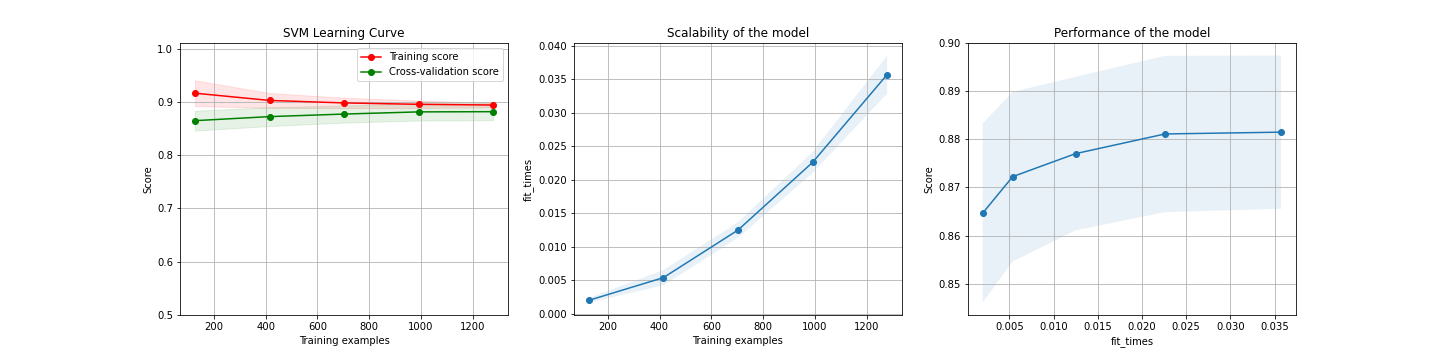 SVM Learning Curve
1.0
0.9
0.8
0.7
0.6
0.5
Score
200 400 600 800 1000 1200
Training examples
Training score
Cross-validation score
Scalability of the model
0.040
0.035
0.030
0.025
0.020
0.015
0.010
0.005
0.000
fit_times
200 400 600 800 1000 1200
Training examples
Performance of the model
0.90
0.89
0.88
0.87
0.86
0.85
Score
0.005 0.010 0.015 0.020 0.025 0.030 0.035
fit_times